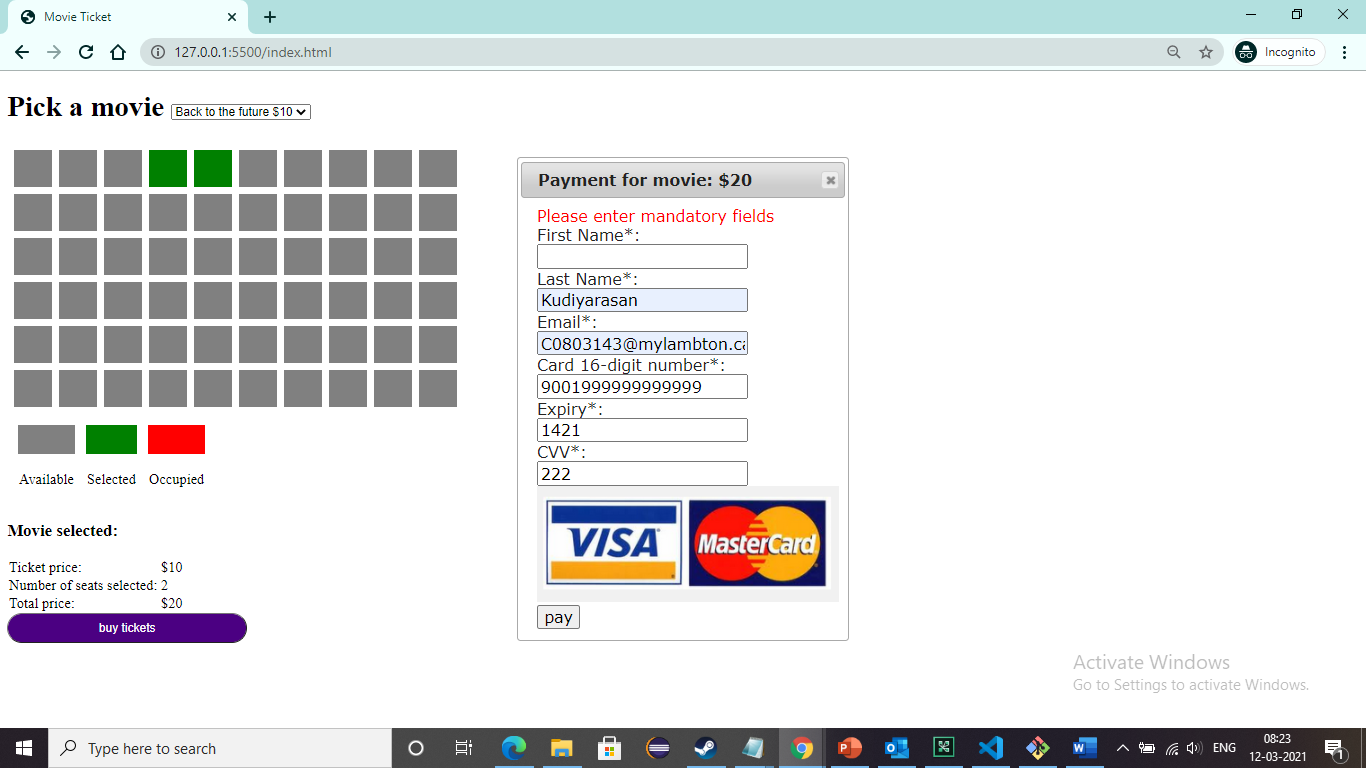 Movie Ticket
127.0.0.1:5500/index.html
Incognito
Pick a movie
Back to the future $10
Available Selected Occupied
Movie selected:
Ticket price: $10
Number of seats selected: 2
Total price: $20
buy tickets
Payment for movie: $20
Please enter mandatory fields
First Name*:
Last Name*:
Kudiyarasan
Email*:
C0803143@mylambton.ca
Card 16-digit number*:
9001999999999999
Expiry*:
1421
CVV*:
222
VISA MasterCard
pay
Activate Windows
Go to Settings to activate Windows.
Type here to search
ENG
08:23
12-03-2021
1